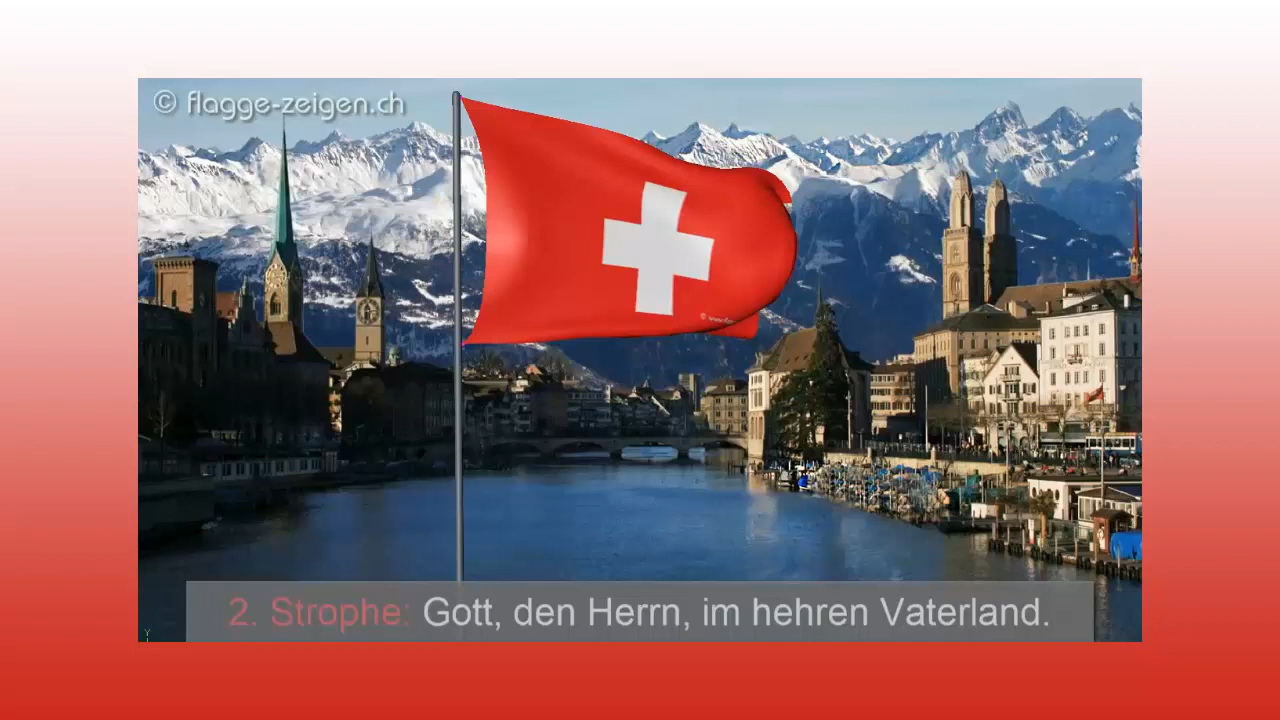 © flagge-zeigen.ch
2. Strophe: Gott, den Herrn, im hehren Vaterland.